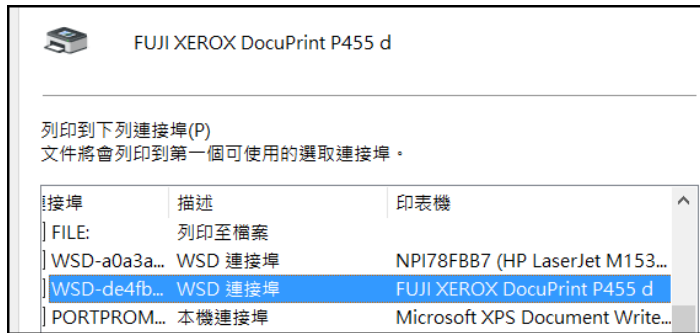 FUJI XEROX DocuPrint P455 d
列印到下列連接埠(P)
文件將會列印到第一個可使用的選取連接埠。
連接埠 描述 印表機
FILE: 列印至檔案
WSD-a0a3a... WSD 連接埠 NPI78FBB7 (HP LaserJet M153...
WSD-de4fb... WSD 連接埠 FUJI XEROX DocuPrint P455 d
PORTPROM... 本機連接埠 Microsoft XPS Document Write...